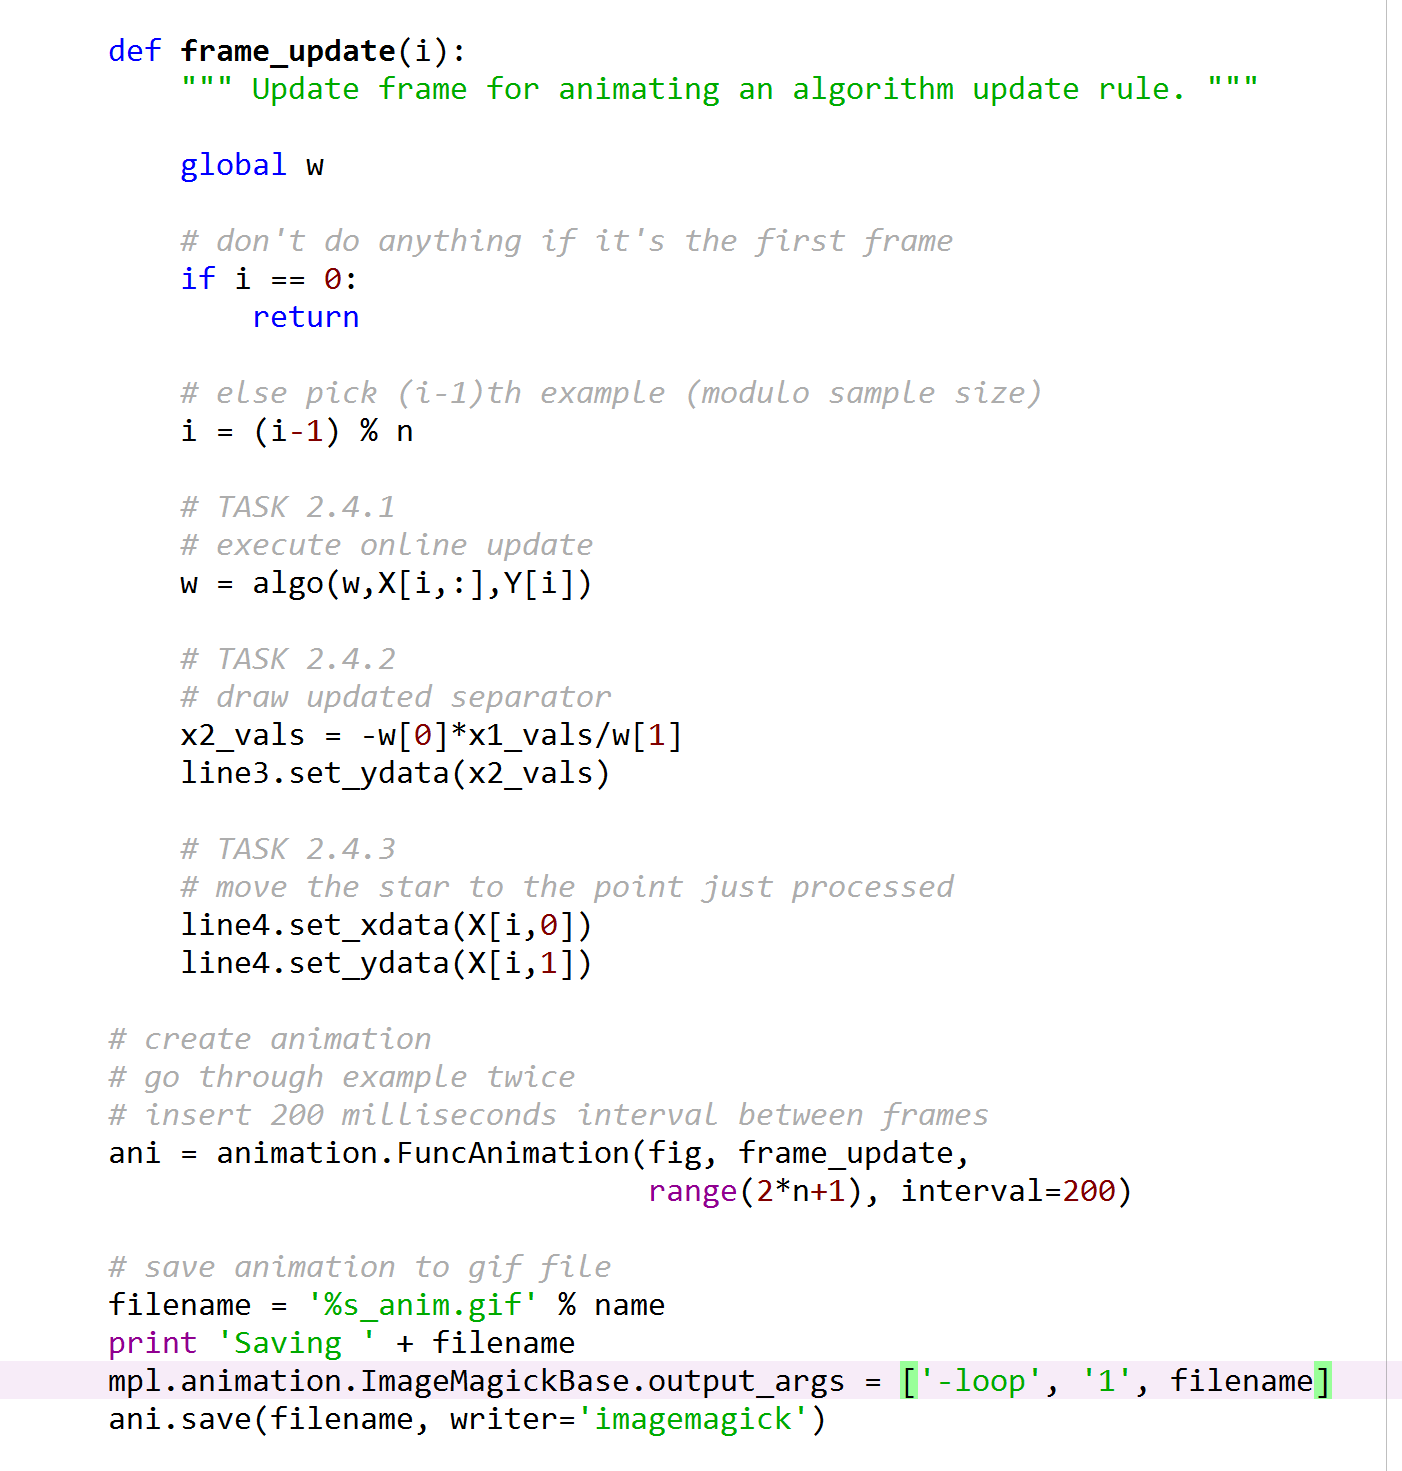 def frame_update(i):
    """ Update frame for animating an algorithm update rule. """

    global w

    # don't do anything if it's the first frame
    if i == 0:
        return

    # else pick (i-1)th example (modulo sample size)
    i = (i-1) % n

    # TASK 2.4.1
    # execute online update
    w = algo(w,X[i,:],Y[i])

    # TASK 2.4.2
    # draw updated separator
    x2_vals = -w[0]*x1_vals/w[1]
    line3.set_ydata(x2_vals)

    # TASK 2.4.3
    # move the star to the point just processed
    line4.set_xdata(X[i,0])
    line4.set_ydata(X[i,1])

# create animation
# go through example twice
# insert 200 milliseconds interval between frames
ani = animation.FuncAnimation(fig, frame_update,
                              range(2*n+1), interval=200)

# save animation to gif file
filename = '%s_anim.gif' % name
print 'Saving ' + filename
mpl.animation.ImageMagickBase.output_args = ['-loop', '1', filename]
ani.save(filename, writer='imagemagick')